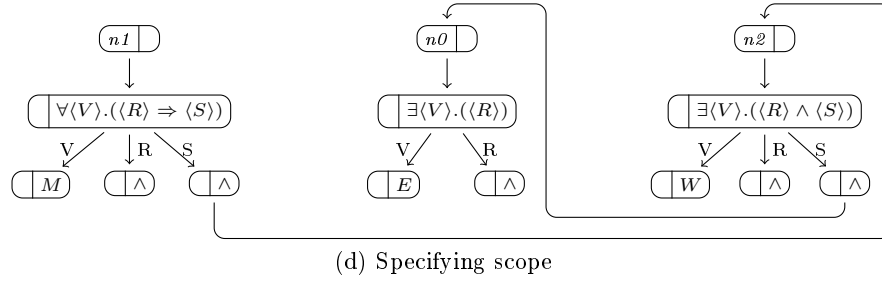 n1 n0 n2
∀⟨V⟩.(⟨R⟩ ⇒ ⟨S⟩) ∃⟨V⟩.(⟨R⟩) ∃⟨V⟩.(⟨R⟩ ∧ ⟨S⟩)
V R S V R V R S
M ∧ ∧ E ∧ W ∧ ∧
(d) Specifying scope